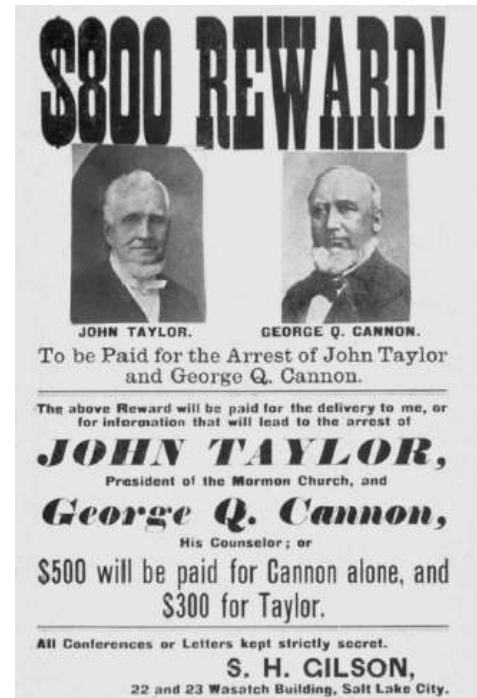 $800 REWARD!
JOHN TAYLOR. GEORGE Q. CANNON.
To be Paid for the Arrest of John Taylor
and George Q. Cannon.
The above Reward will be paid for the delivery to me, or
for information that will lead to the arrest of
JOHN TAYLOR,
President of the Mormon Church, and
George Q. Cannon,
His Counselor; or
$500 will be paid for Cannon alone, and
$300 for Taylor.
All Conferences or Letters kept strictly secret.
S. H. GILSON,
22 and 23 Wasatch Building, Salt Lake City.